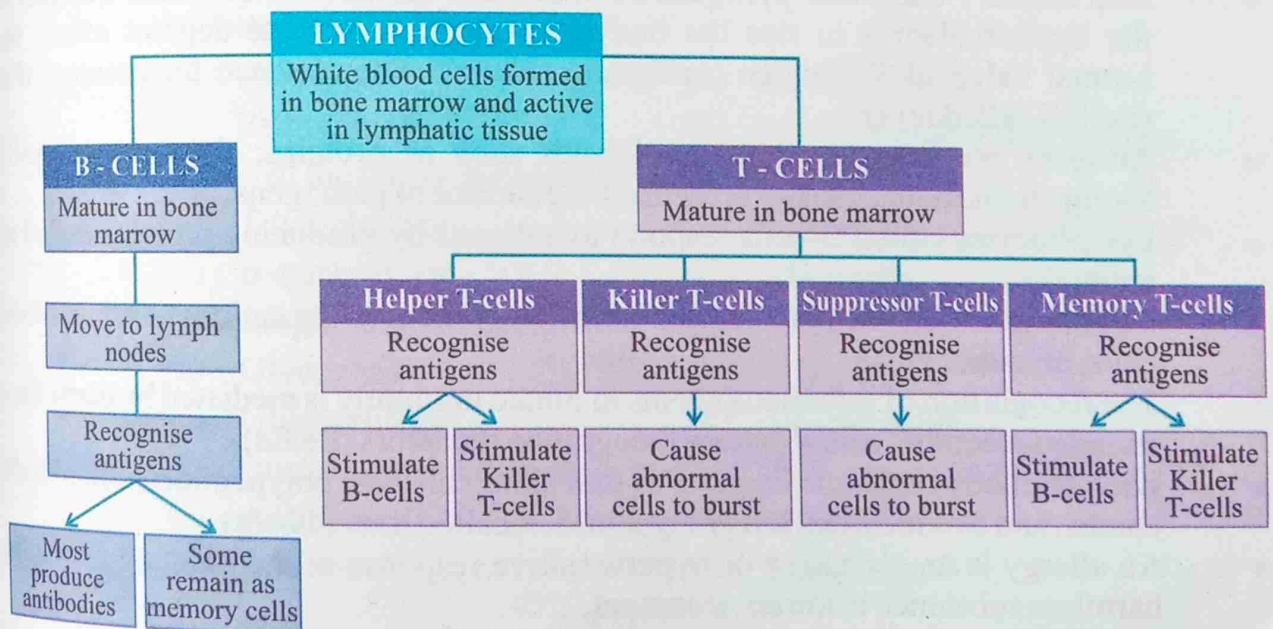 LYMPHOCYTES
White blood cells formed
in bone marrow and active
in lymphatic tissue
B - CELLS
Mature in bone
marrow
Move to lymph
nodes
Recognise
antigens
Most
produce
antibodies
Some
remain as
memory cells
T - CELLS
Mature in bone marrow
Helper T-cells
Recognise
antigens
Stimulate
B-cells
Stimulate
Killer
T-cells
Killer T-cells
Recognise
antigens
Cause
abnormal
cells to burst
Suppressor T-cells
Recognise
antigens
Cause
abnormal
cells to burst
Memory T-cells
Recognise
antigens
Stimulate
B-cells
Stimulate
Killer
T-cells